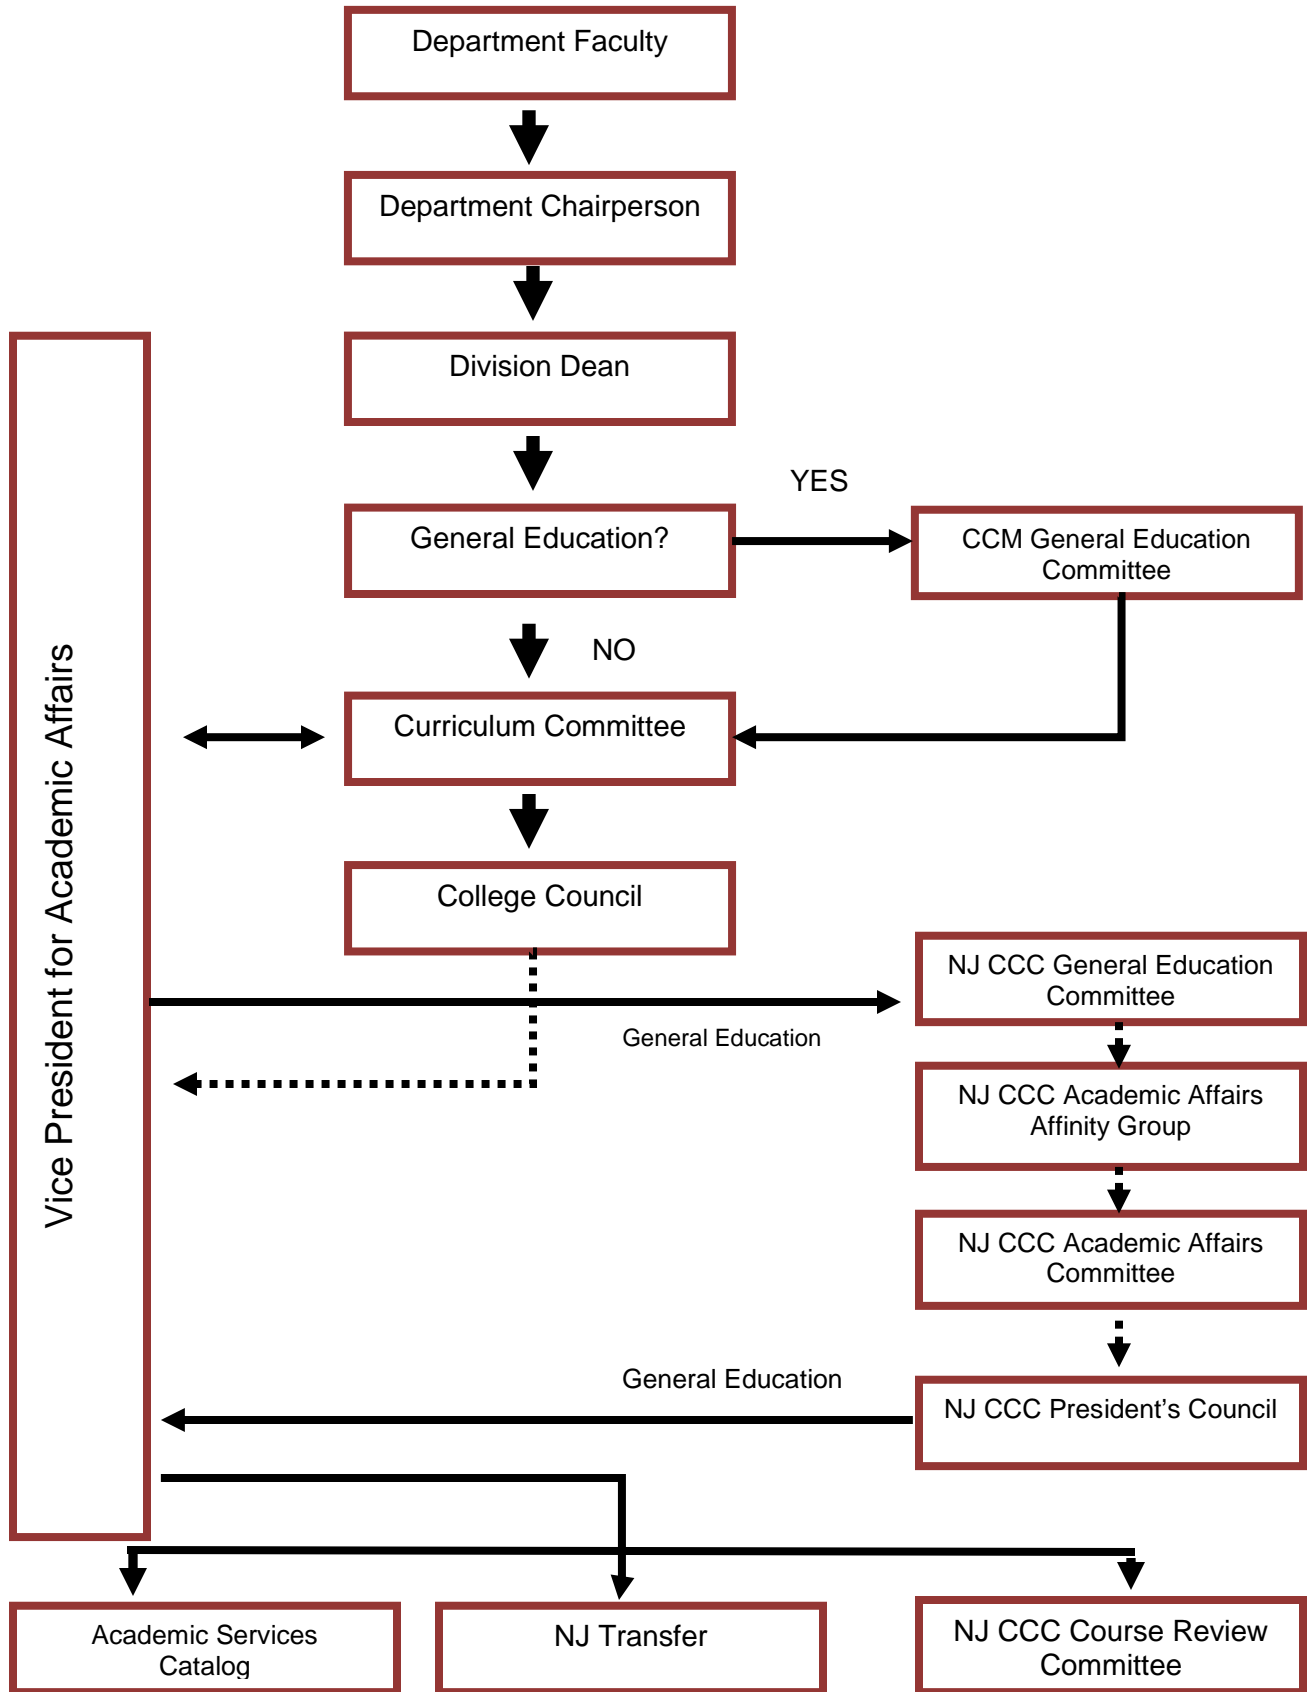 Department Faculty
Department Chairperson
Division Dean
YES
General Education?
CCM General Education
Committee
NO
Curriculum Committee
Vice President for Academic Affairs
College Council
NJ CCC General Education
Committee
General Education
NJ CCC Academic Affairs
Affinity Group
NJ CCC Academic Affairs
Committee
General Education
NJ CCC President’s Council
Academic Services
Catalog
NJ Transfer
NJ CCC Course Review
Committee